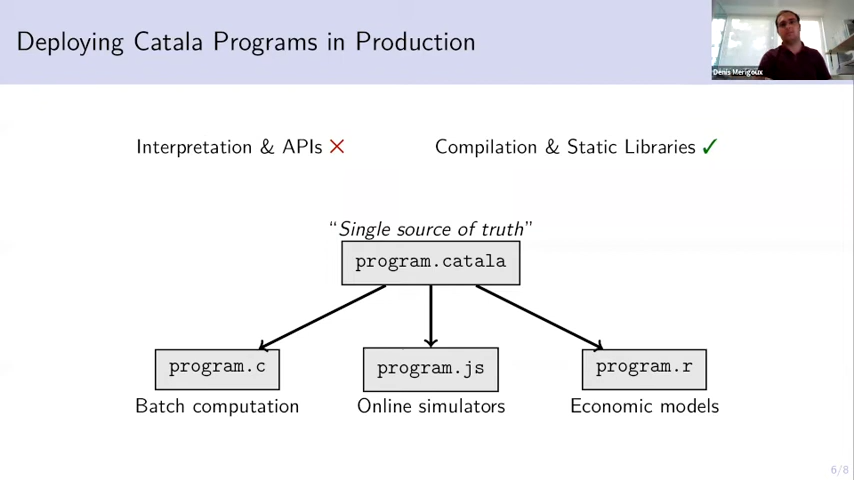 Deploying Catala Programs in Production
Denis Merigoux
Interpretation & APIs ✗
Compilation & Static Libraries ✓
“Single source of truth”
program.catala
program.c
program.js
program.r
Batch computation
Online simulators
Economic models
6/8